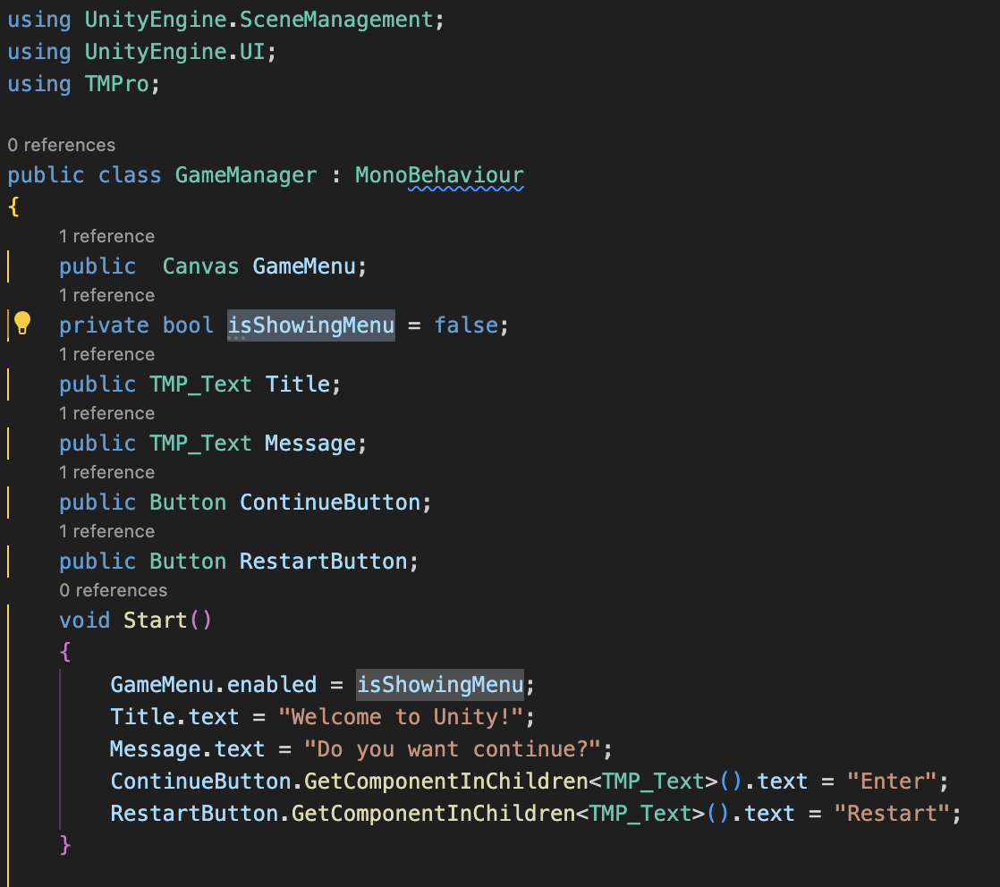 using UnityEngine.SceneManagement;
using UnityEngine.UI;
using TMPro;
0 references
public class GameManager : MonoBehaviour
{
1 reference
public  Canvas GameMenu;
1 reference
private bool isShowingMenu = false;
1 reference
public TMP_Text Title;
1 reference
public TMP_Text Message;
1 reference
public Button ContinueButton;
1 reference
public Button RestartButton;
0 references
void Start()
{
GameMenu.enabled = isShowingMenu;
Title.text = "Welcome to Unity!";
Message.text = "Do you want continue?";
ContinueButton.GetComponentInChildren<TMP_Text>().text = "Enter";
RestartButton.GetComponentInChildren<TMP_Text>().text = "Restart";
}